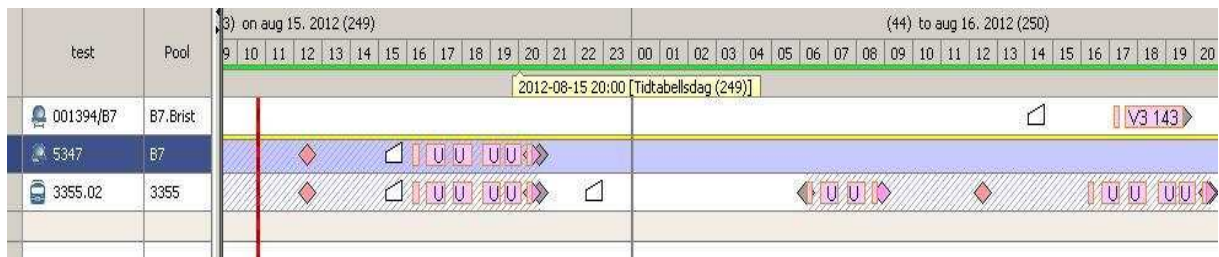 3) on aug 15. 2012 (249) (44) to aug 16. 2012 (250)
test Pool 9 10 11 12 13 14 15 16 17 18 19 20 21 22 23 00 01 02 03 04 05 06 07 08 09 10 11 12 13 14 15 16 17 18 19 20
2012-08-15 20:00 [Tidtabellsdag (249)]
001394/B7 B7.Brist V3 143
5347 B7 U U U U
3355.02 3355 U U U U U U U U U U